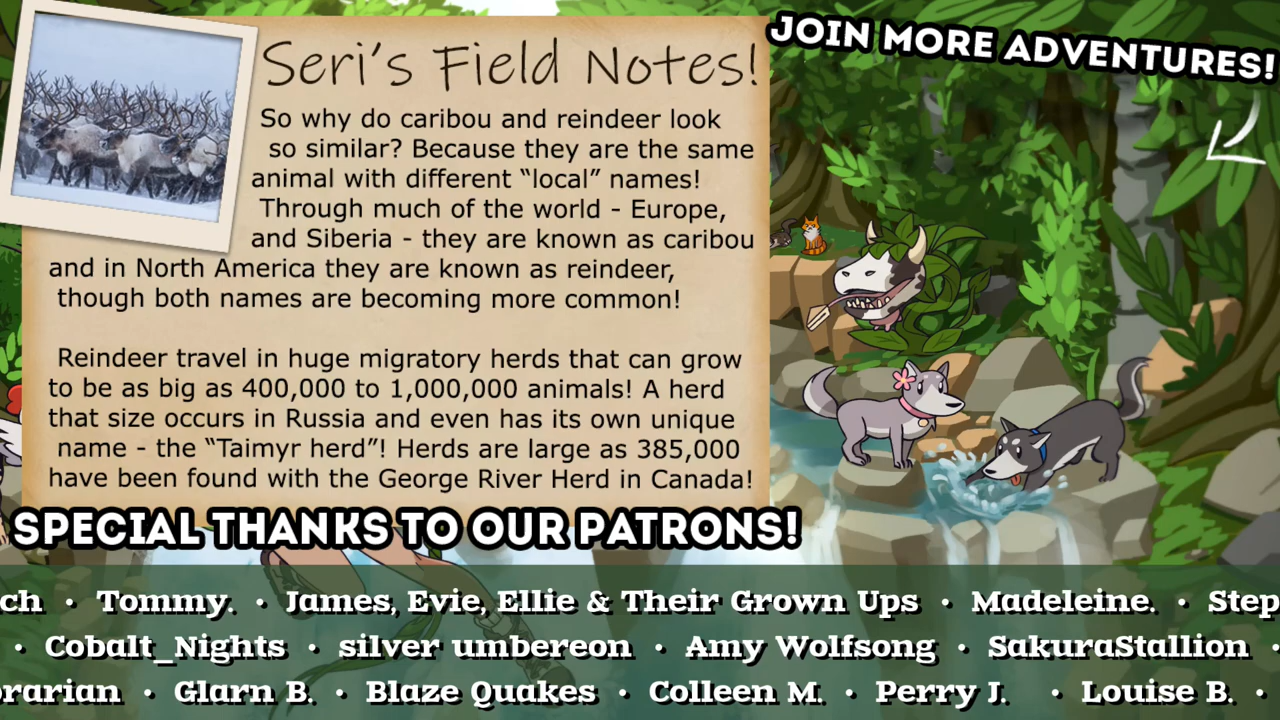 Seri's Field Notes!
So why do caribou and reindeer look
so similar? Because they are the same
animal with different “local” names!
Through much of the world - Europe,
and Siberia - they are known as caribou
and in North America they are known as reindeer,
though both names are becoming more common!
Reindeer travel in huge migratory herds that can grow
to be as big as 400,000 to 1,000,000 animals! A herd
that size occurs in Russia and even has its own unique
name - the “Taimyr herd”! Herds are large as 385,000
have been found with the George River Herd in Canada!
JOIN MORE ADVENTURES!
SPECIAL THANKS TO OUR PATRONS!
ch • Tommy. • James, Evie, Ellie & Their Grown Ups • Madeleine. • Step
• Cobalt_Nights • silver umbereon • Amy Wolfsong • SakuraStallion •
rarian • Glarn B. • Blaze Quakes • Colleen M. • Perry J. • Louise B. •